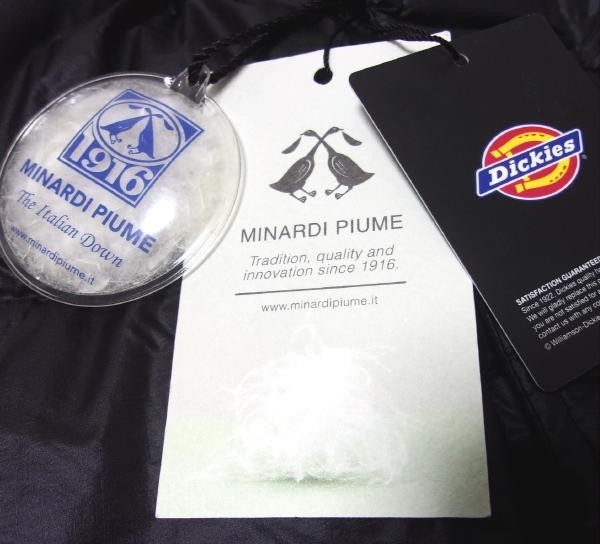 1916
MINARDI PIUME
The Italian Down
www.minardipiume.it
MINARDI PIUME
Tradition, quality and
innovation since 1916.
www.minardipiume.it
Dickies
SATISFACTION GUARANTEED
Since 1922, Dickies quality
We will gladly replace this
you are not satisfied for
contact us with any
© Williamson-Dickie